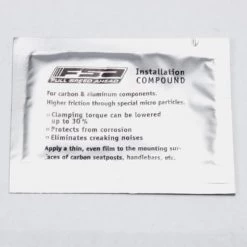 FSA Installation
FULL SPEED AHEAD COMPOUND
For carbon & aluminum components.
Higher friction through special micro particles.
» Clamping torque can be lowered
up to 30%
» Protects from corrosion
» Eliminates creaking noises
Apply a thin, even film to the mounting sur-
faces of carbon seatposts, handlebars, etc.